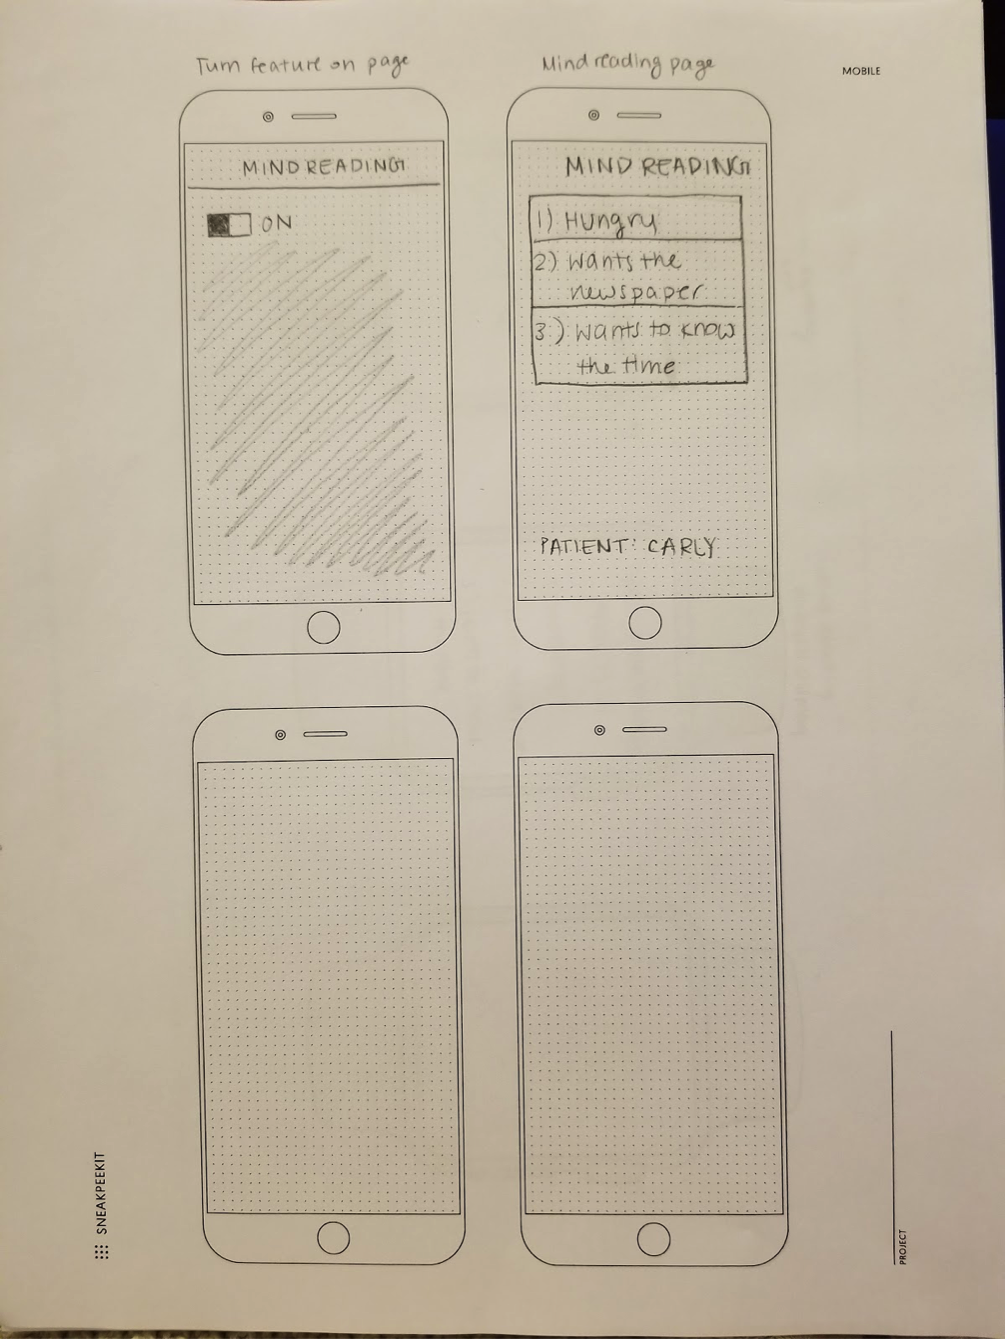 Turn feature on page
Mind reading page
MOBILE
MIND READING
ON
MIND READING
1) Hungry
2) wants the
newspaper
3) wants to know
the time
PATIENT: CARLY
SNEAKPEEKIT
PROJECT